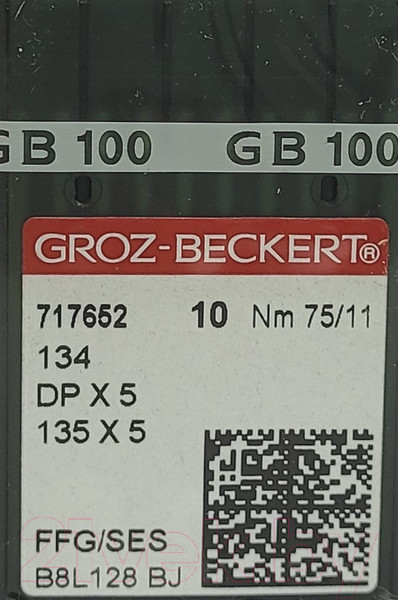 GB 100 GB 100
GROZ-BECKERT®
717652 10 Nm 75/11
134
DP X 5
135 X 5
FFG/SES
B8L128 BJ